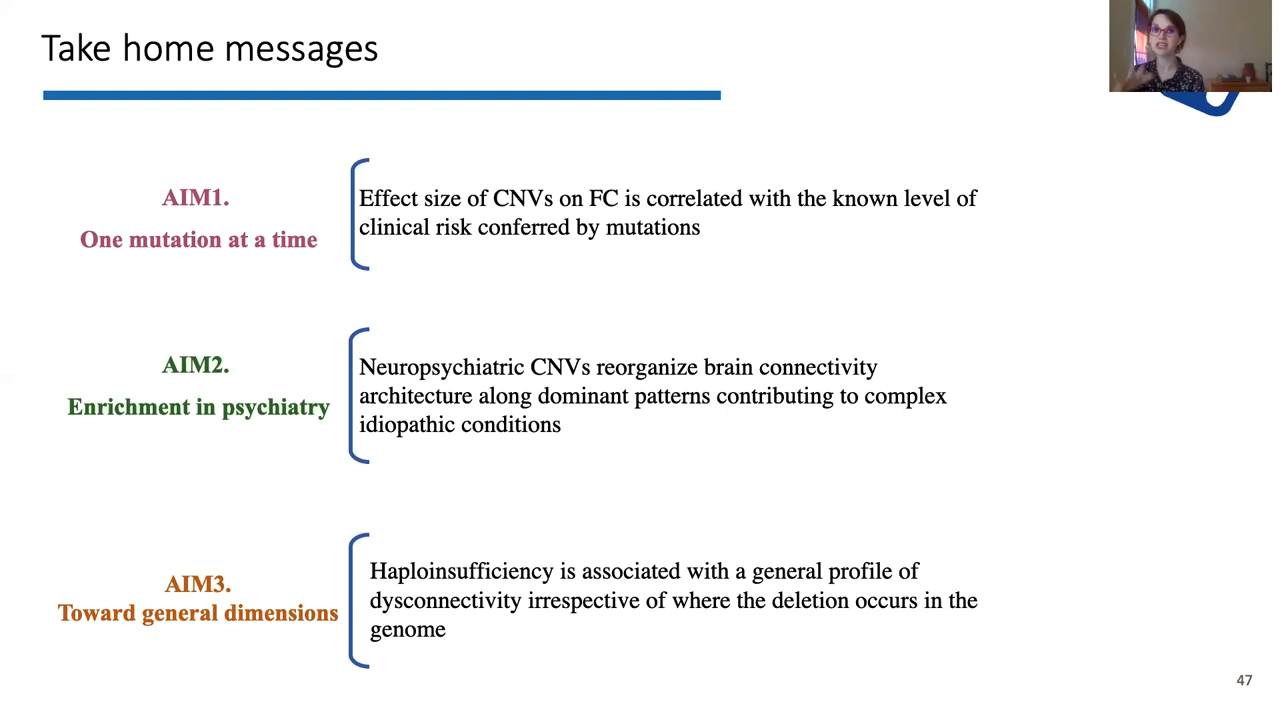 Take home messages
AIM1.
One mutation at a time
Effect size of CNVs on FC is correlated with the known level of
clinical risk conferred by mutations
AIM2.
Enrichment in psychiatry
Neuropsychiatric CNVs reorganize brain connectivity
architecture along dominant patterns contributing to complex
idiopathic conditions
AIM3.
Toward general dimensions
Haploinsufficiency is associated with a general profile of
dysconnectivity irrespective of where the deletion occurs in the
genome
47